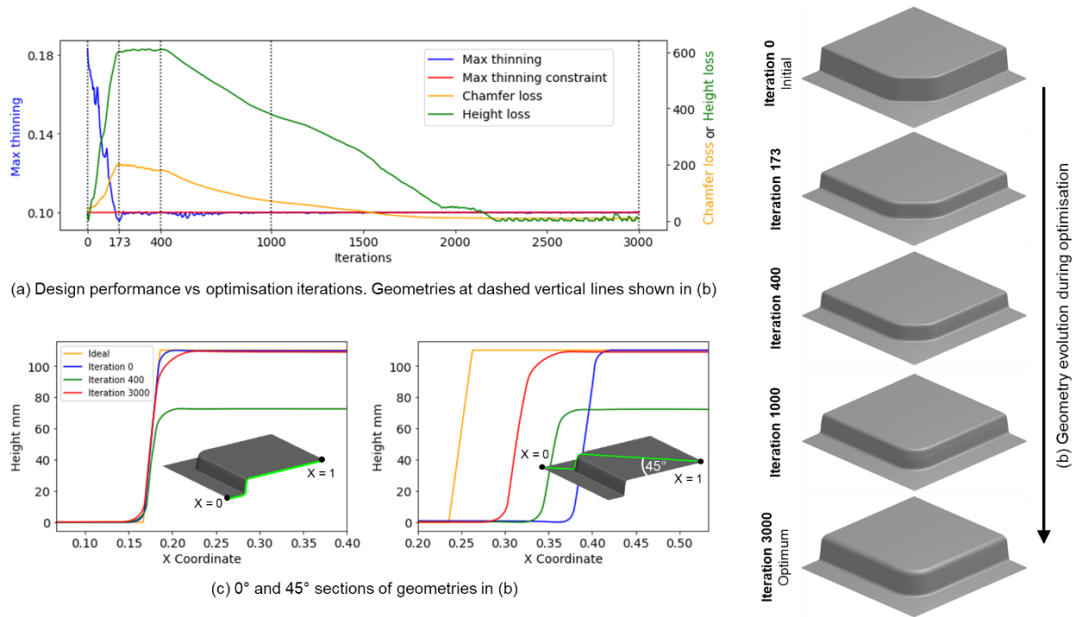 0.18
0.14
0.10
Max thinning
600
400
200
0
Chamfer loss or Height loss
Max thinning
Max thinning constraint
Chamfer loss
Height loss
0 173 400 1000 1500 2000 2500 3000
Iterations
(a) Design performance vs optimisation iterations. Geometries at dashed vertical lines shown in (b)
100
80
60
40
20
0
Height mm
Ideal
Iteration 0
Iteration 400
Iteration 3000
X = 0
X = 1
0.10 0.15 0.20 0.25 0.30 0.35 0.40
X Coordinate
100
80
60
40
20
0
Height mm
X = 0
45°
X = 1
0.20 0.25 0.30 0.35 0.40 0.45 0.50
X Coordinate
(c) 0° and 45° sections of geometries in (b)
Iteration 0
Initial
Iteration 173
Iteration 400
Iteration 1000
Iteration 3000
Optimum
(b) Geometry evolution during optimisation